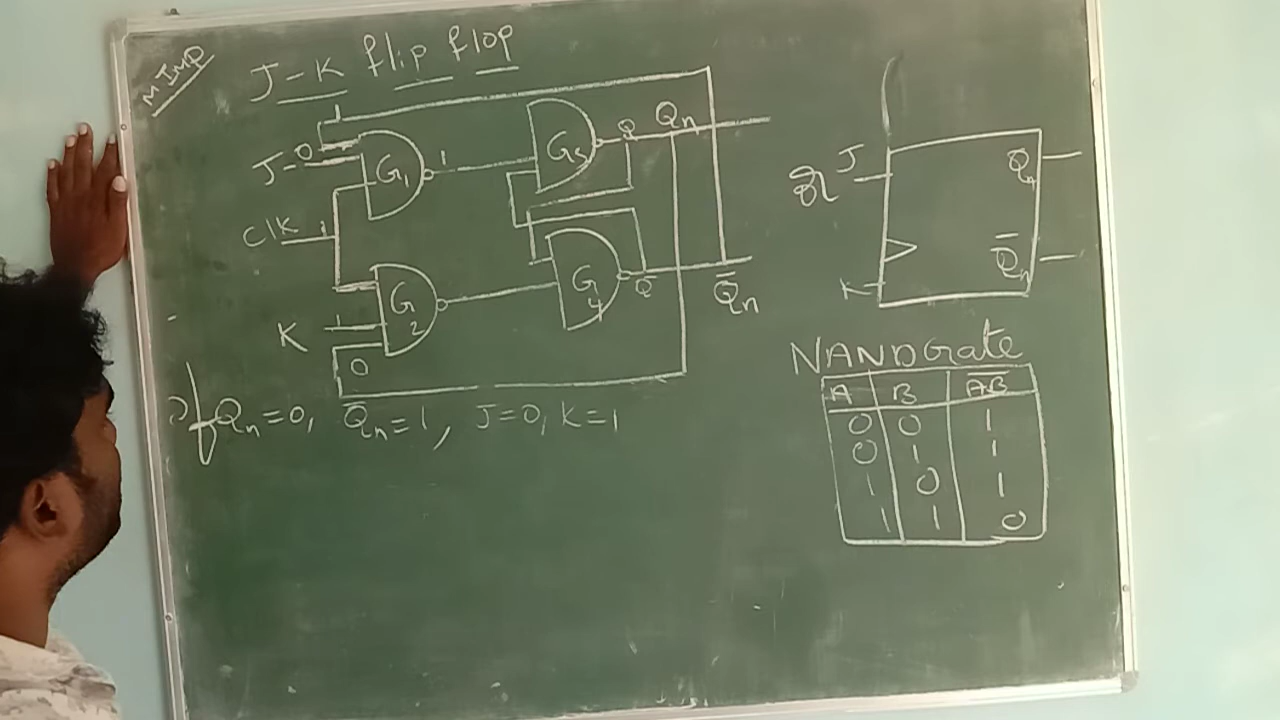 M IMP
J-K flip flop
1
J= 0
G1
1
G3
Q
Qn
Clk 1
K 1
G2
0
G4
Q̅
Q̅n
If Qn=0, Q̅n=1, J=0, K=1
J
Qn
K
Q̅n
NAND Gate
A B A̅B̅
0 0 1
0 1 1
1 0 1
1 1 0